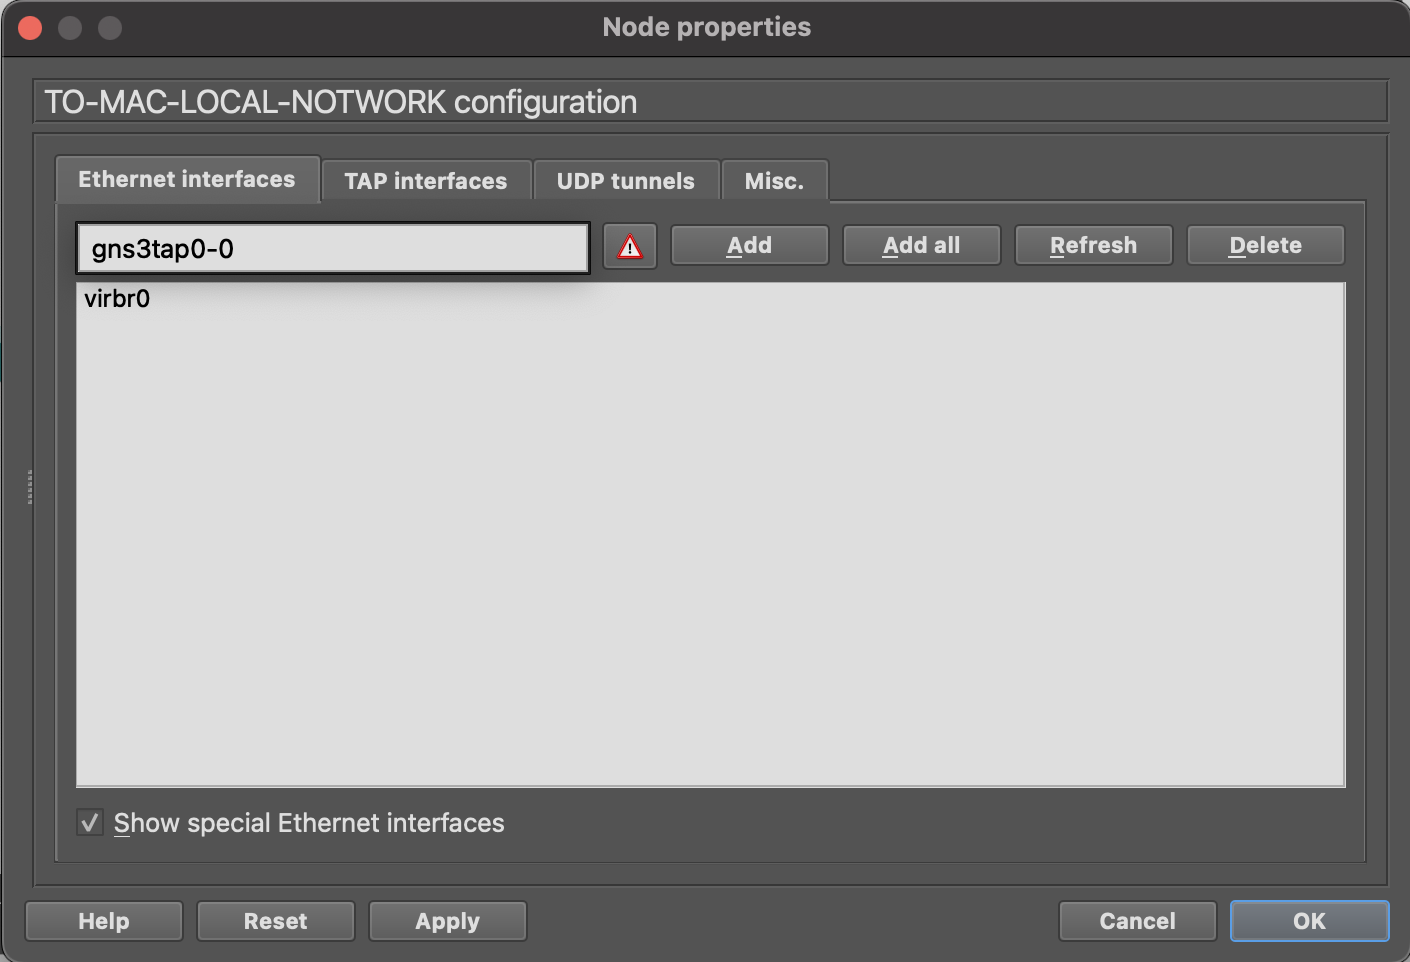 Node properties
TO-MAC-LOCAL-NOTWORK configuration
Ethernet interfaces TAP interfaces UDP tunnels Misc.
gns3tap0-0 Add Add all Refresh Delete
virbr0
Show special Ethernet interfaces
Help Reset Apply Cancel OK